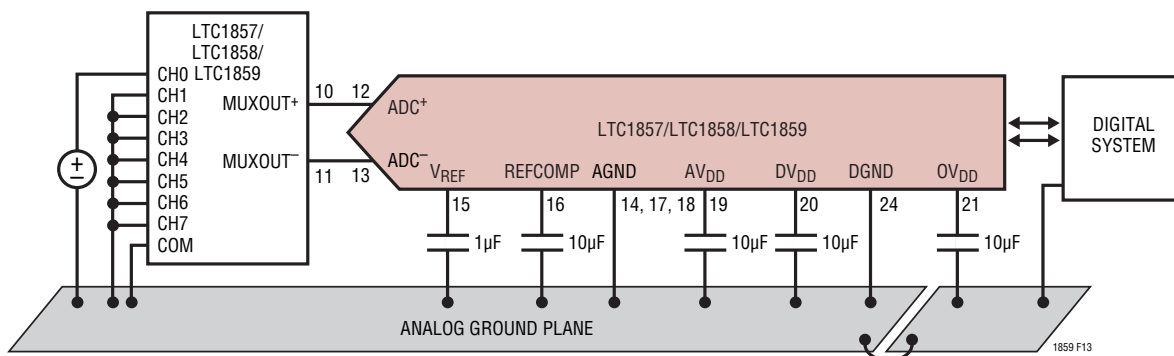 LTC1857/
LTC1858/
LTC1859
CH0
CH1
CH2
CH3
CH4
CH5
CH6
CH7
COM
MUXOUT+
MUXOUT–
10
12
11
13
ADC+
ADC–
LTC1857/LTC1858/LTC1859
VREF
REFCOMP
AGND
AVDD
DVDD
DGND
OVDD
15
16
14, 17, 18
19
20
24
21
1µF
10µF
10µF
10µF
10µF
DIGITAL
SYSTEM
+
–
ANALOG GROUND PLANE
1859 F13